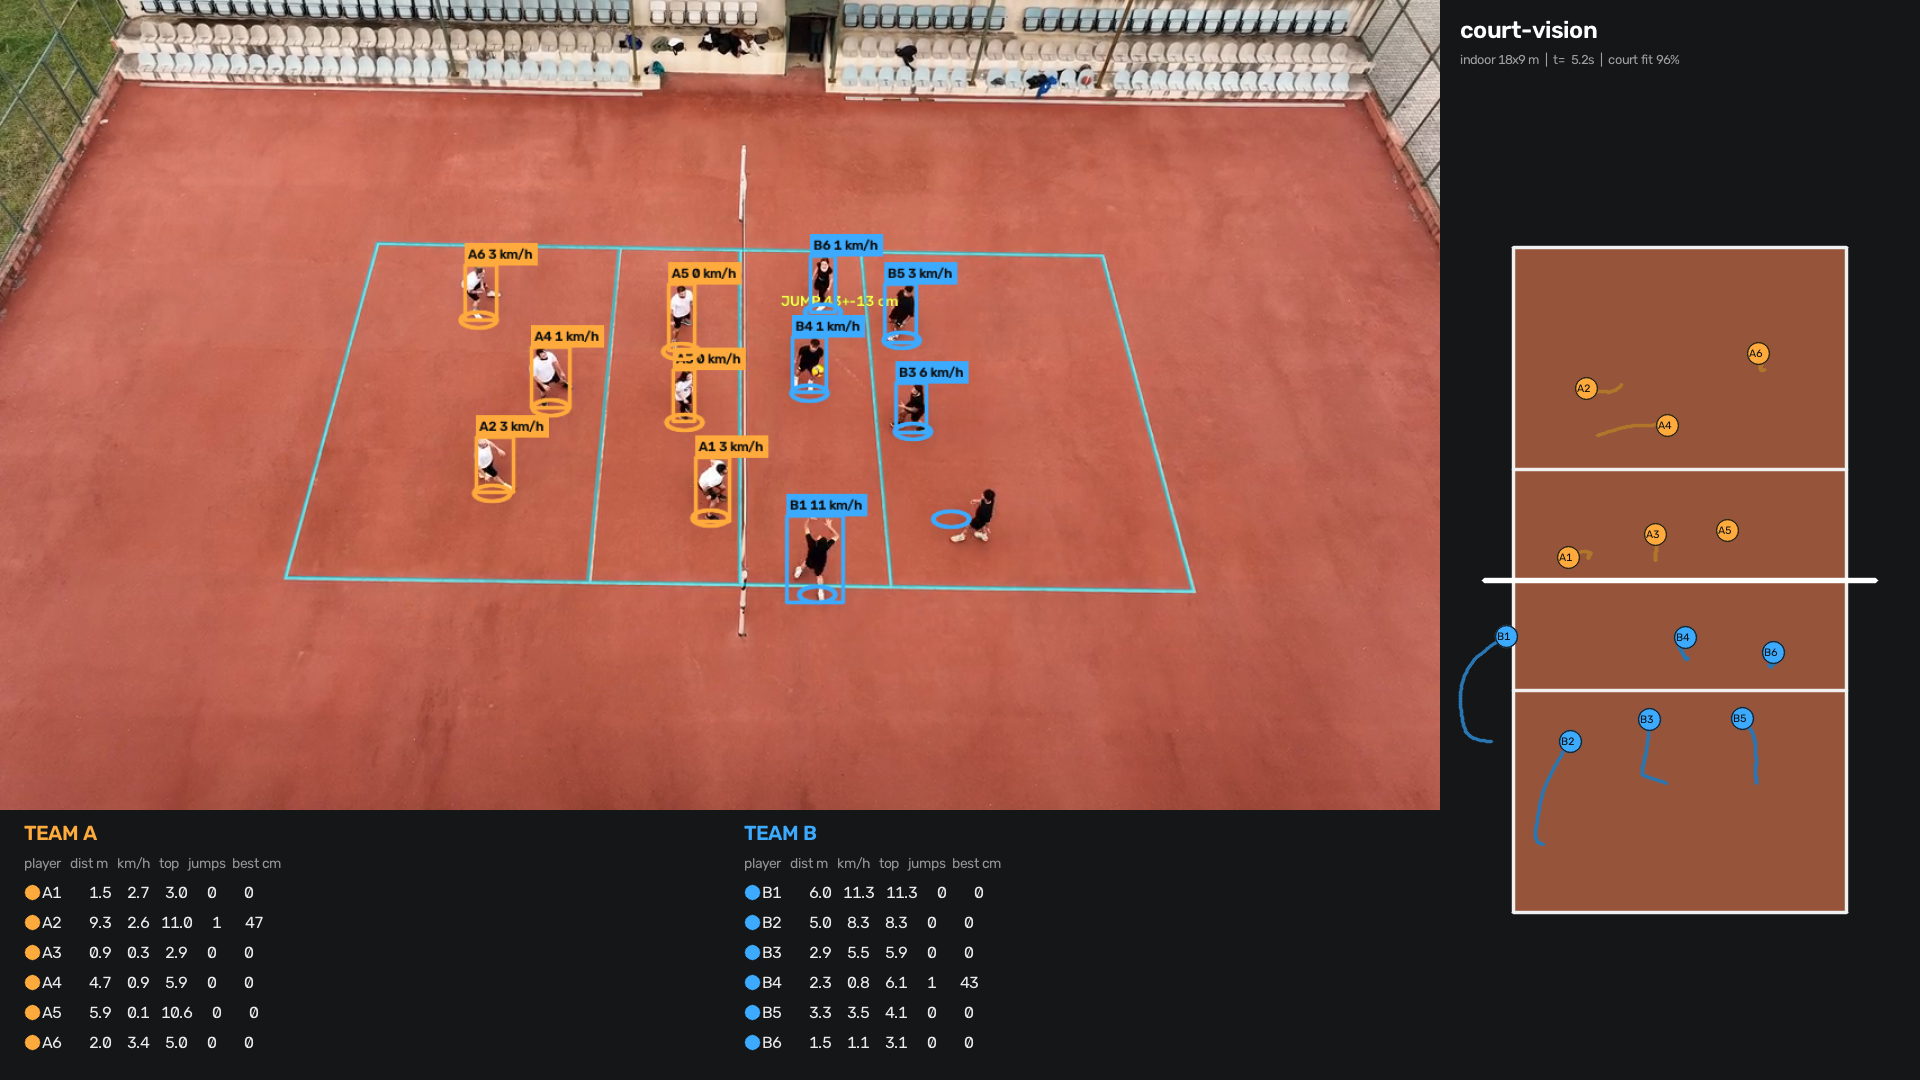 court-vision
indoor 18x9 m | t= 5.2s | court fit 96%
A6 3 km/h
B6 1 km/h
A5 0 km/h
B5 3 km/h
JUMP 43+-13 cm
A4 1 km/h
B4 1 km/h
A3 0 km/h
B3 6 km/h
A2 3 km/h
A1 3 km/h
B1 11 km/h
A6
A2
A4
A5
A3
A1
B1
B4
B6
B3
B5
B2
TEAM A
player dist m km/h top jumps best cm
A1 1.5 2.7 3.0 0 0
A2 9.3 2.6 11.0 1 47
A3 0.9 0.3 2.9 0 0
A4 4.7 0.9 5.9 0 0
A5 5.9 0.1 10.6 0 0
A6 2.0 3.4 5.0 0 0
TEAM B
player dist m km/h top jumps best cm
B1 6.0 11.3 11.3 0 0
B2 5.0 8.3 8.3 0 0
B3 2.9 5.5 5.9 0 0
B4 2.3 0.8 6.1 1 43
B5 3.3 3.5 4.1 0 0
B6 1.5 1.1 3.1 0 0